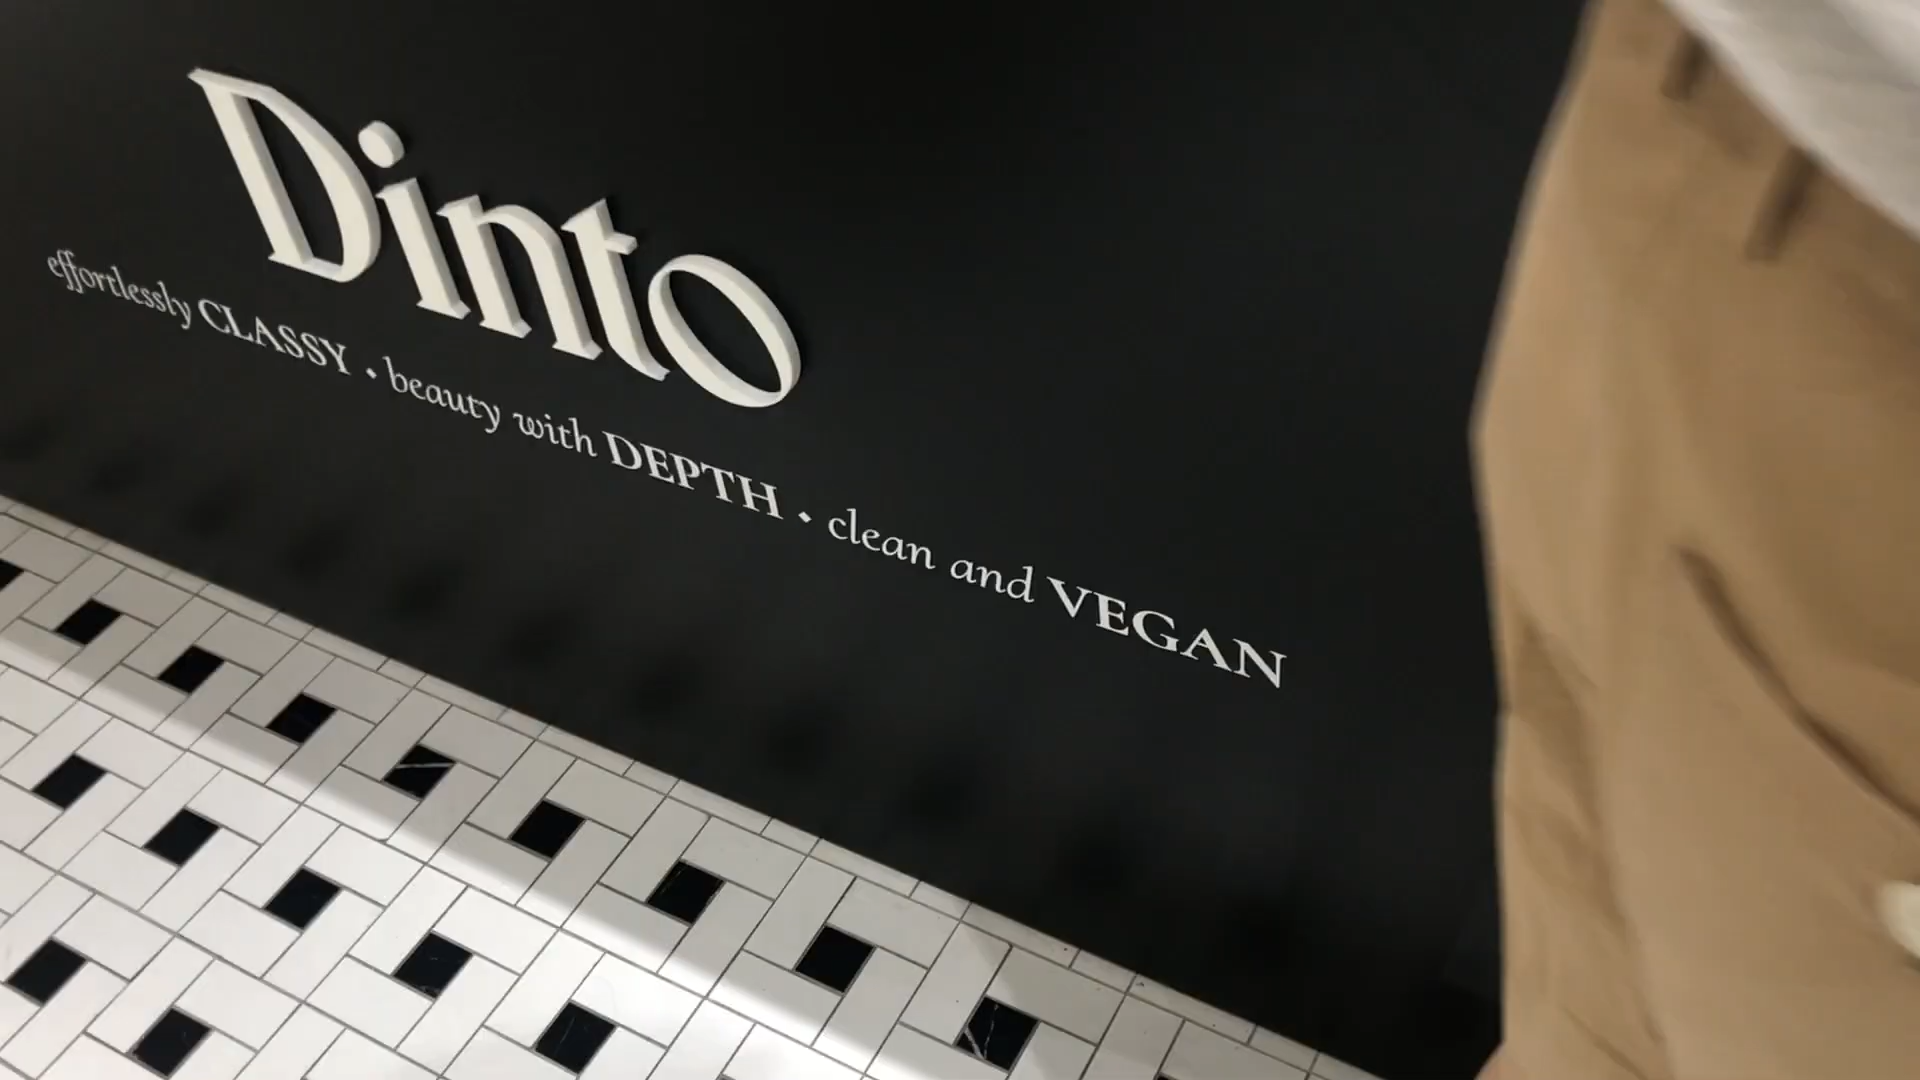 Dinto
effortlessly CLASSY • beauty with DEPTH • clean and VEGAN